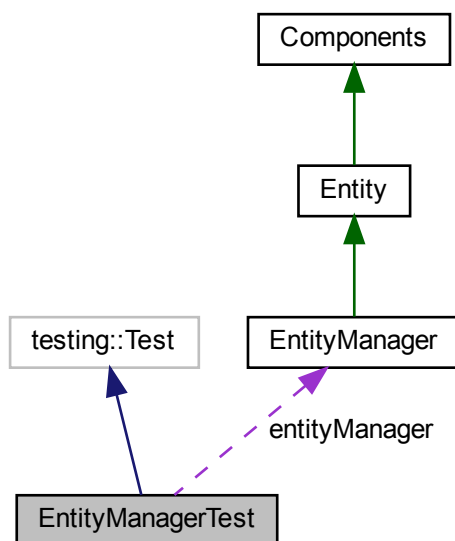 Components
Entity
testing::Test
EntityManager
entityManager
EntityManagerTest